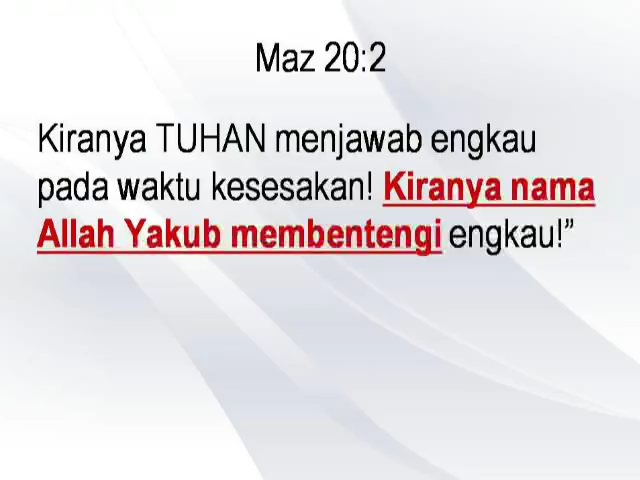 Maz 20:2
Kiranya TUHAN menjawab engkau
pada waktu kesesakan! Kiranya nama
Allah Yakub membentengi engkau!”